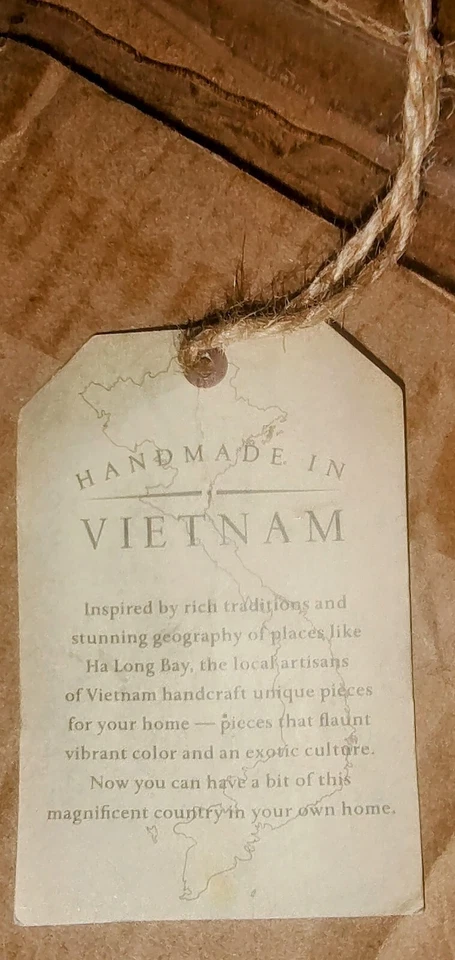 HANDMADE IN
VIETNAM
Inspired by rich traditions and
stunning geography of places like
Ha Long Bay, the local artisans
of Vietnam handcraft unique pieces
for your home — pieces that flaunt
vibrant color and an exotic culture.
Now you can have a bit of this
magnificent country in your own home.